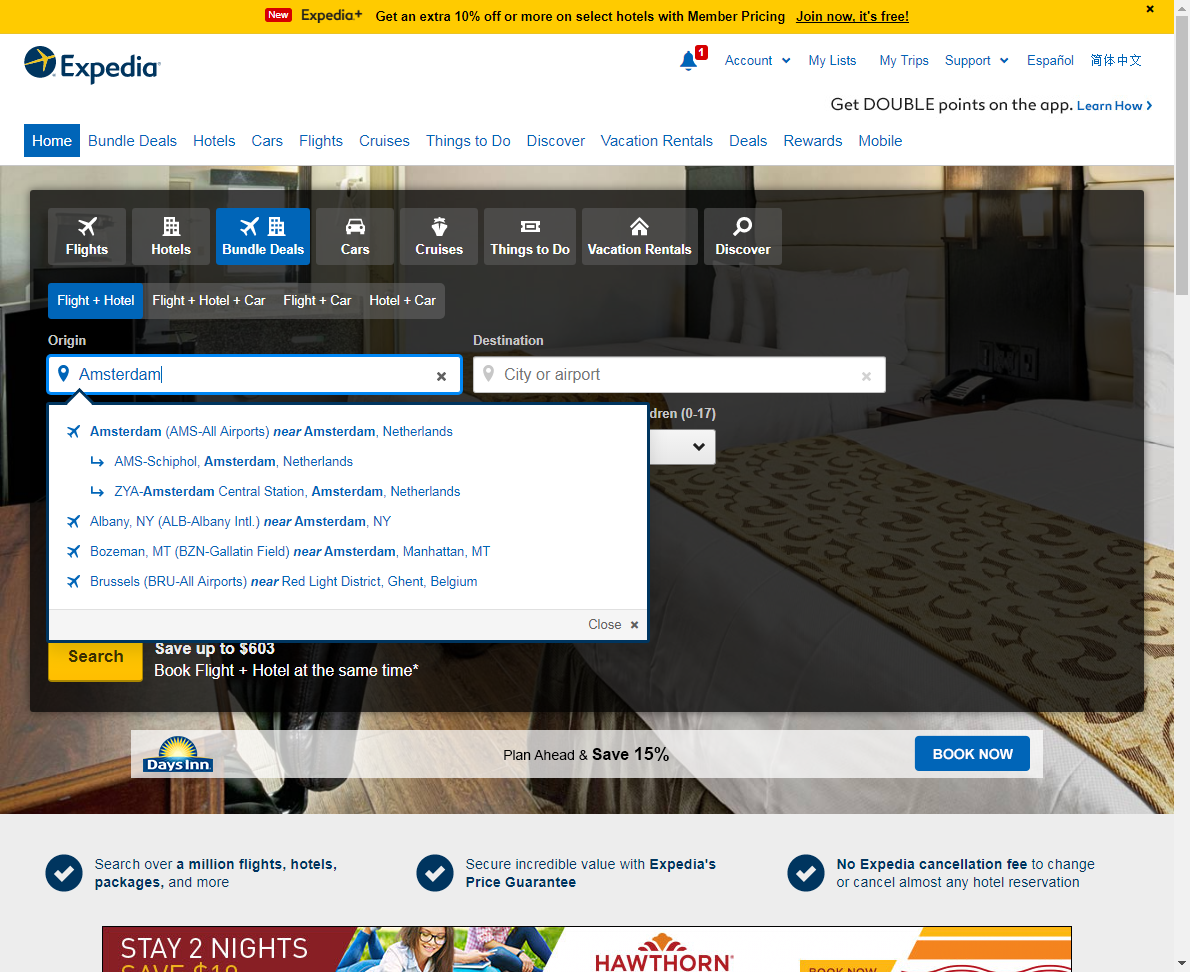 New Expedia+ Get an extra 10% off or more on select hotels with Member Pricing Join now, it's free!
Expedia
1
Account My Lists My Trips Support Español 简体中文
Get DOUBLE points on the app. Learn How
Home Bundle Deals Hotels Cars Flights Cruises Things to Do Discover Vacation Rentals Deals Rewards Mobile
Flights Hotels Bundle Deals Cars Cruises Things to Do Vacation Rentals Discover
Flight + Hotel Flight + Hotel + Car Flight + Car Hotel + Car
Origin Destination
Amsterdam City or airport
dren (0-17)
Amsterdam (AMS-All Airports) near Amsterdam, Netherlands
AMS-Schiphol, Amsterdam, Netherlands
ZYA-Amsterdam Central Station, Amsterdam, Netherlands
Albany, NY (ALB-Albany Intl.) near Amsterdam, NY
Bozeman, MT (BZN-Gallatin Field) near Amsterdam, Manhattan, MT
Brussels (BRU-All Airports) near Red Light District, Ghent, Belgium
Close
Search Save up to $603
Book Flight + Hotel at the same time*
Days Inn Plan Ahead & Save 15% BOOK NOW
Search over a million flights, hotels,
packages, and more
Secure incredible value with Expedia's
Price Guarantee
No Expedia cancellation fee to change
or cancel almost any hotel reservation
STAY 2 NIGHTS
SAVE $10
HAWTHORN
BOOK NOW